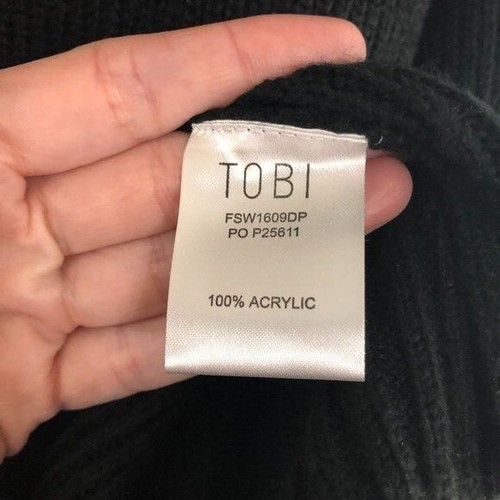 TOBI
FSW1609DP
PO P25611
100% ACRYLIC